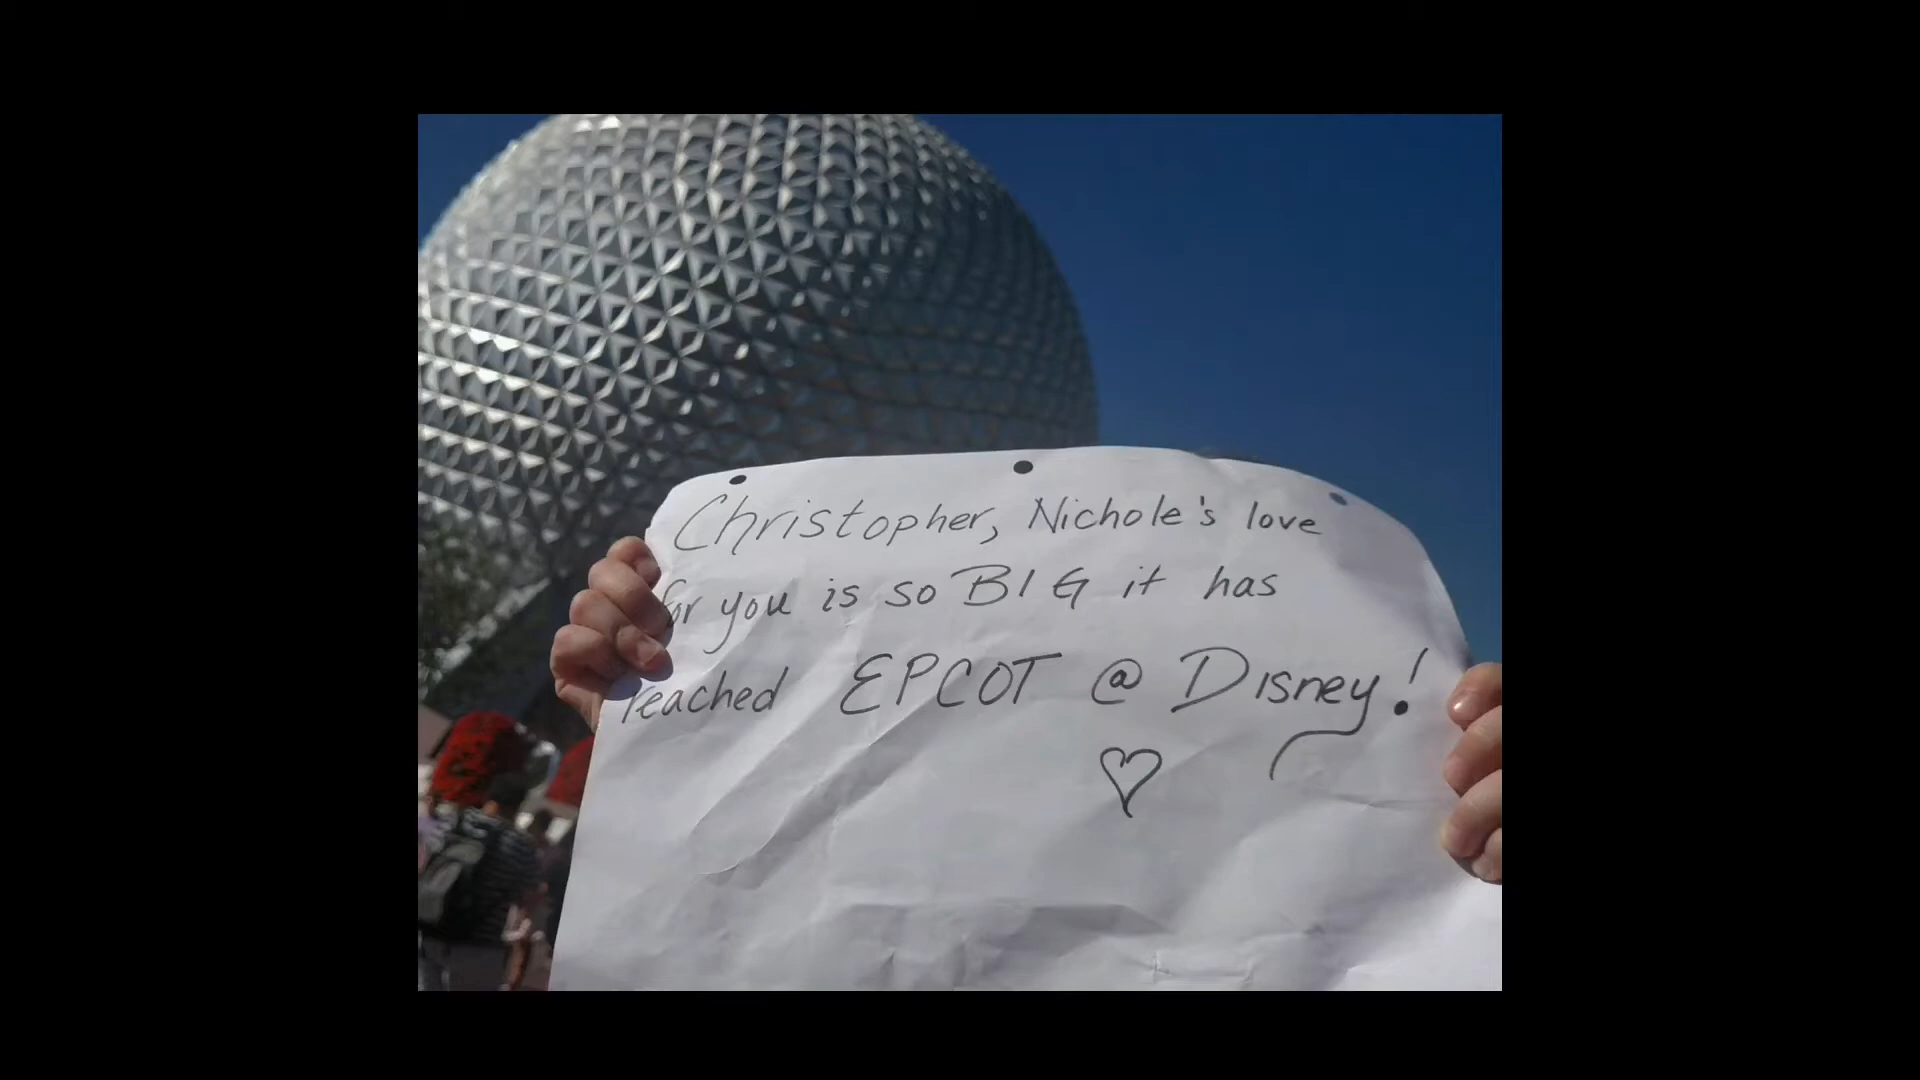 Christopher, Nichole's love
for you is so BIG it has
reached EPCOT @ Disney!